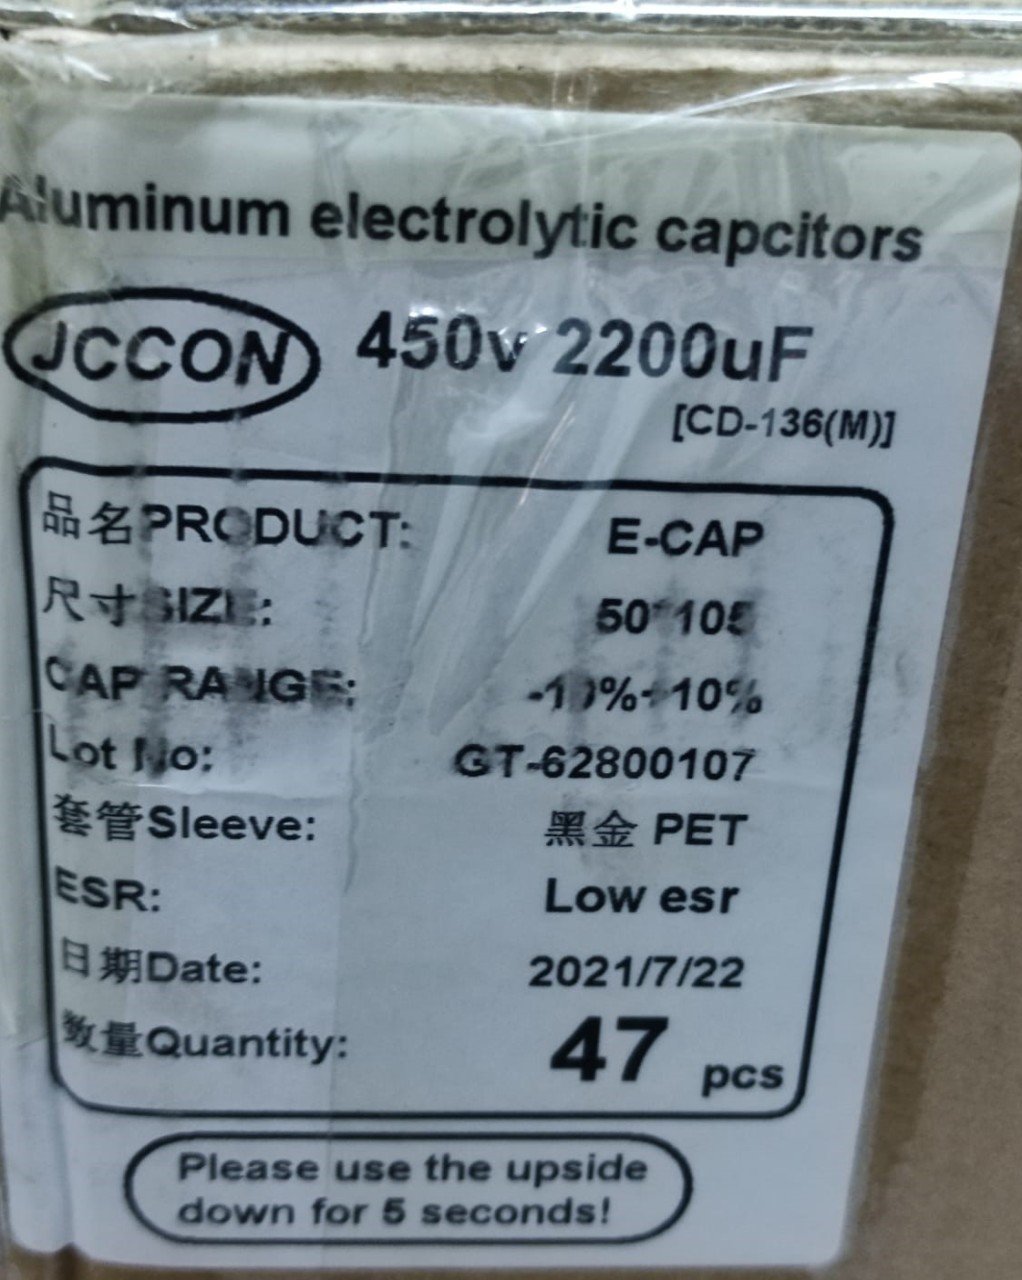 Aluminum electrolytic capcitors
JCCON 450v 2200uF
[CD-136(M)]
品名PRODUCT: E-CAP
尺寸SIZE: 50*105
CAP RANGE: -10%+10%
Lot No: GT-62800107
套管Sleeve: 黑金 PET
ESR: Low esr
日期Date: 2021/7/22
数量Quantity: 47 pcs
Please use the upside
down for 5 seconds!